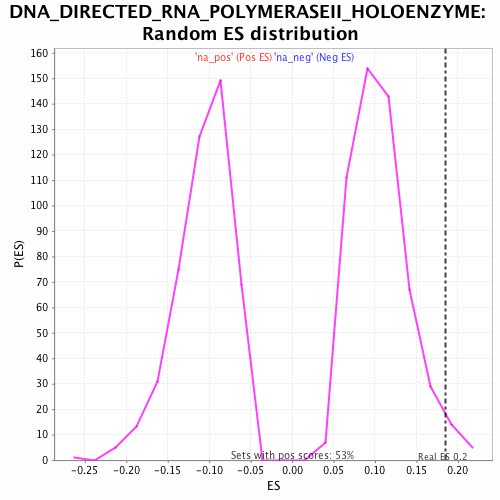 DNA_DIRECTED_RNA_POLYMERASEII_HOLOENZYME:
Random ES distribution
'na_pos' (Pos ES) 'na_neg' (Neg ES)
160
150
140
130
120
110
100
90
80
70
60
50
40
30
20
10
0
P(ES)
Sets with pos scores: 53%
Real ES 0.2
-0.25 -0.20 -0.15 -0.10 -0.05 0.00 0.05 0.10 0.15 0.20
ES